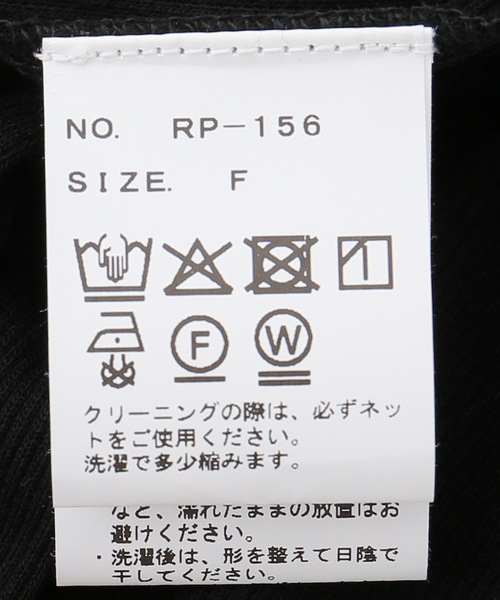 NO. RP-156
SIZE. F
F
W
クリーニングの際は、必ずネッ
トをご使用ください。
洗濯で多少縮みます。
など、濡れたままの放置はお
避けください。
・洗濯後は、形を整えて日陰で
干してください。